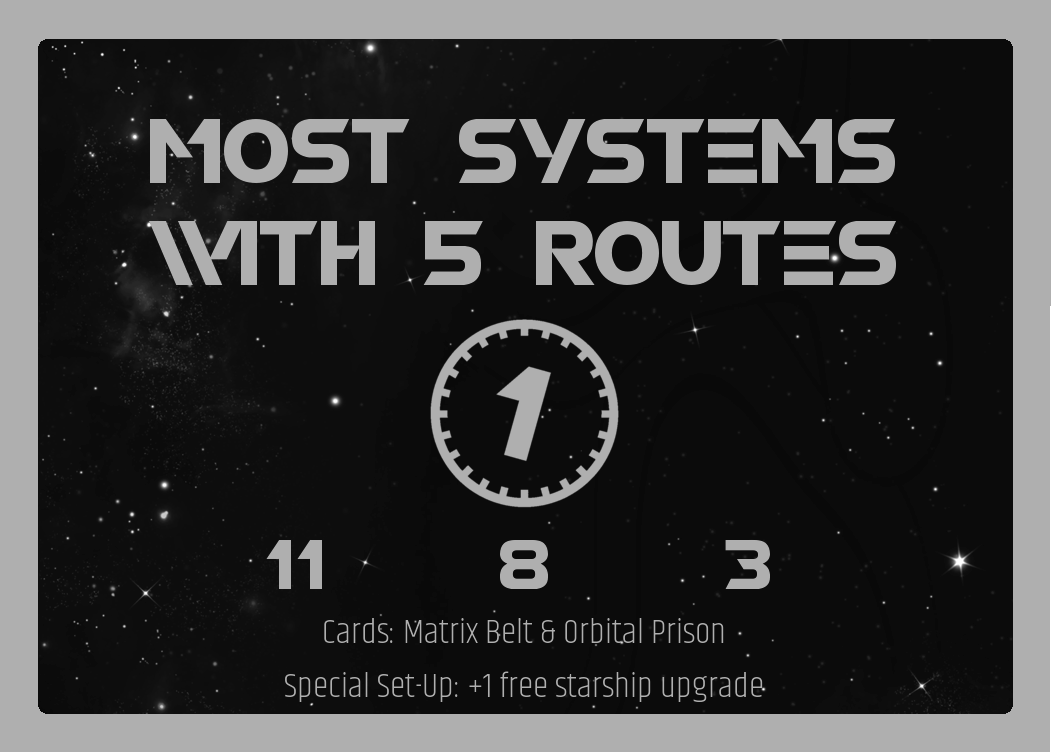 MOST SYSTEMS
WITH 5 ROUTES
1
11 8 3
Cards: Matrix Belt & Orbital Prison
Special Set-Up: +1 free starship upgrade